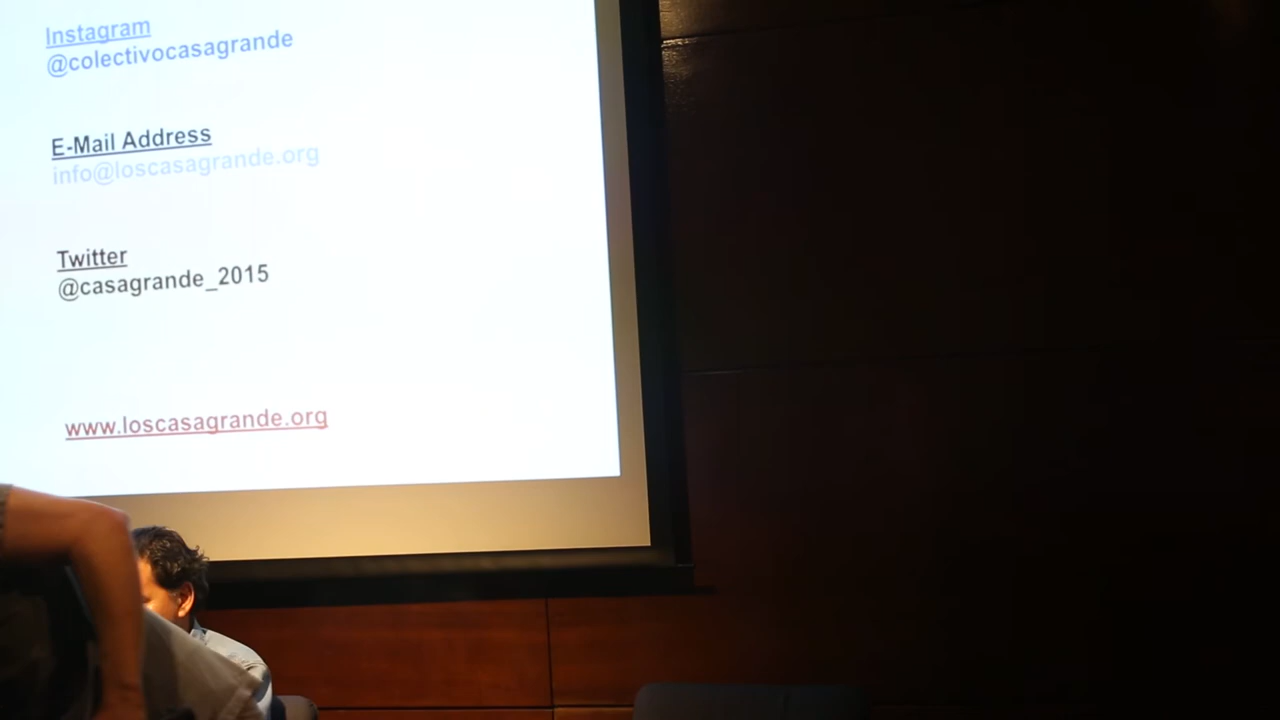 Instagram
@colectivocasagrande
E-Mail Address
info@loscasagrande.org
Twitter
@casagrande_2015
www.loscasagrande.org